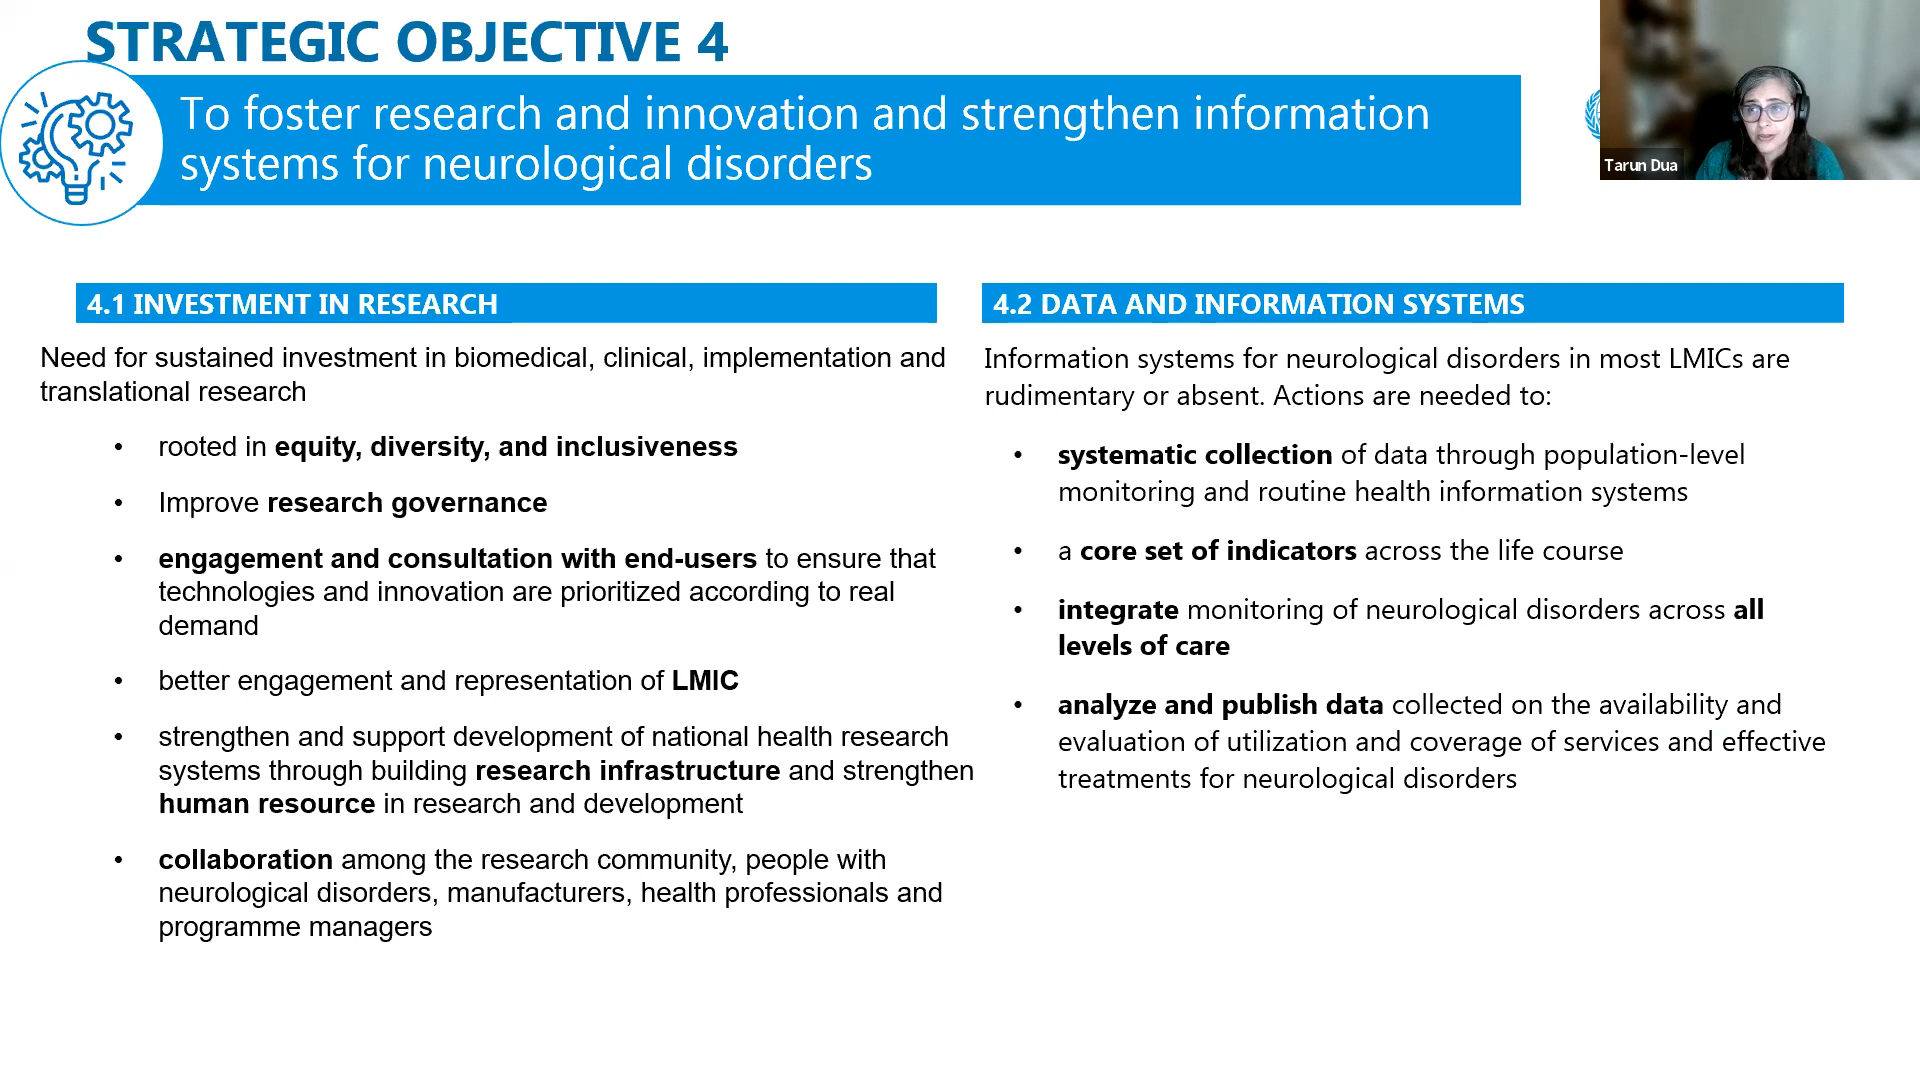 STRATEGIC OBJECTIVE 4
To foster research and innovation and strengthen information
systems for neurological disorders
Tarun Dua
4.1 INVESTMENT IN RESEARCH
Need for sustained investment in biomedical, clinical, implementation and
translational research
• rooted in equity, diversity, and inclusiveness
• Improve research governance
• engagement and consultation with end-users to ensure that
technologies and innovation are prioritized according to real
demand
• better engagement and representation of LMIC
• strengthen and support development of national health research
systems through building research infrastructure and strengthen
human resource in research and development
• collaboration among the research community, people with
neurological disorders, manufacturers, health professionals and
programme managers
4.2 DATA AND INFORMATION SYSTEMS
Information systems for neurological disorders in most LMICs are
rudimentary or absent. Actions are needed to:
• systematic collection of data through population-level
monitoring and routine health information systems
• a core set of indicators across the life course
• integrate monitoring of neurological disorders across all
levels of care
• analyze and publish data collected on the availability and
evaluation of utilization and coverage of services and effective
treatments for neurological disorders